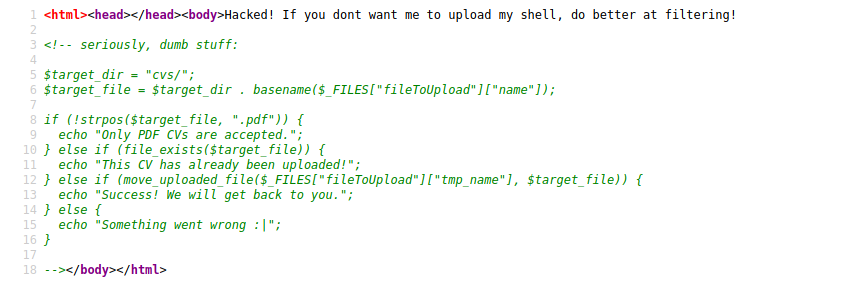 1 <html><head></head><body>Hacked! If you dont want me to upload my shell, do better at filtering!
2
3 <!-- seriously, dumb stuff:
4
5 $target_dir = "cvs/";
6 $target_file = $target_dir . basename($_FILES["fileToUpload"]["name"]);
7
8 if (!strpos($target_file, ".pdf")) {
9   echo "Only PDF CVs are accepted.";
10 } else if (file_exists($target_file)) {
11   echo "This CV has already been uploaded!";
12 } else if (move_uploaded_file($_FILES["fileToUpload"]["tmp_name"], $target_file)) {
13   echo "Success! We will get back to you.";
14 } else {
15   echo "Something went wrong :|";
16 }
17
18 --></body></html>